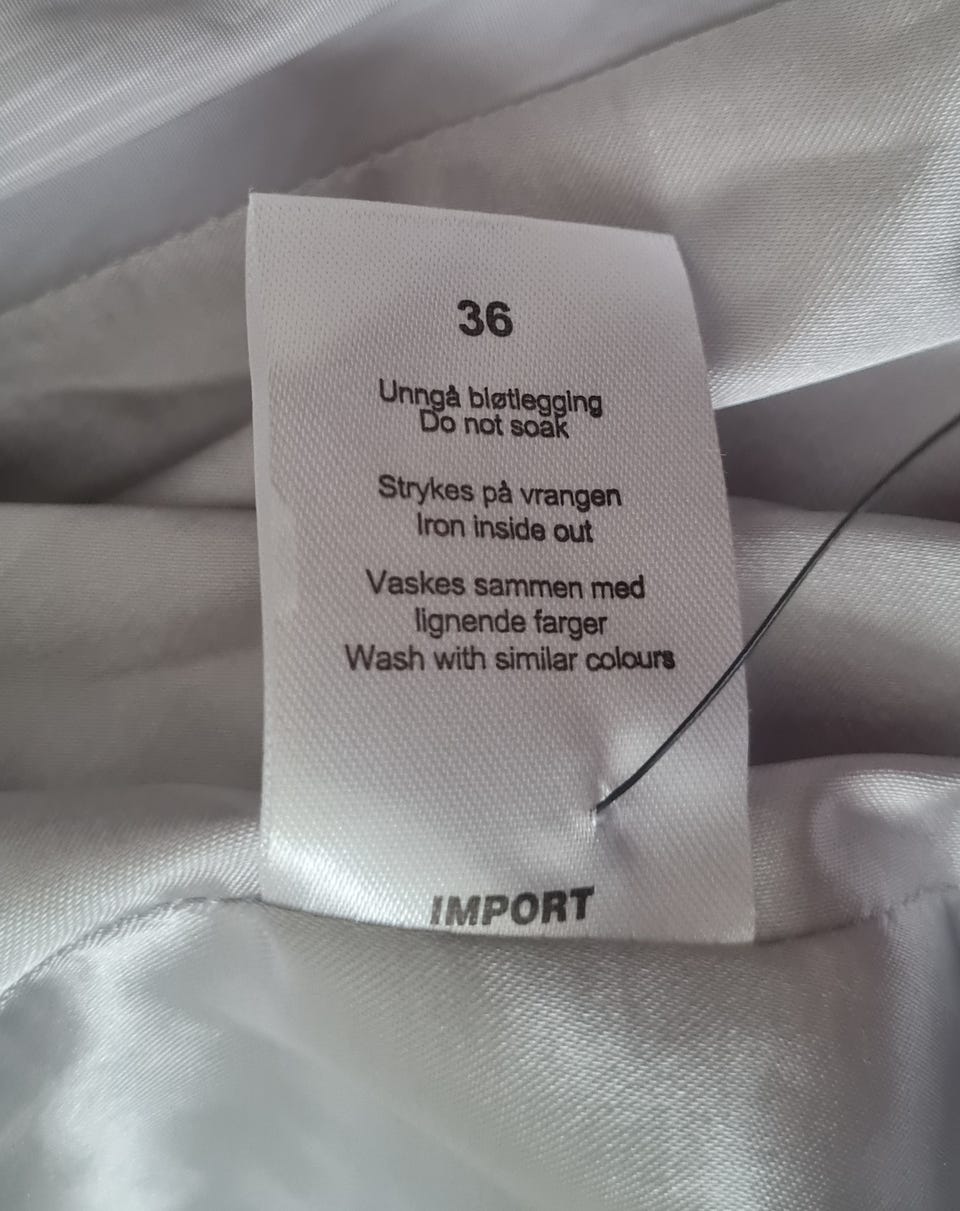 36
Unngå bløtlegging
Do not soak
Strykes på vrangen
Iron inside out
Vaskes sammen med
lignende farger
Wash with similar colours
IMPORT